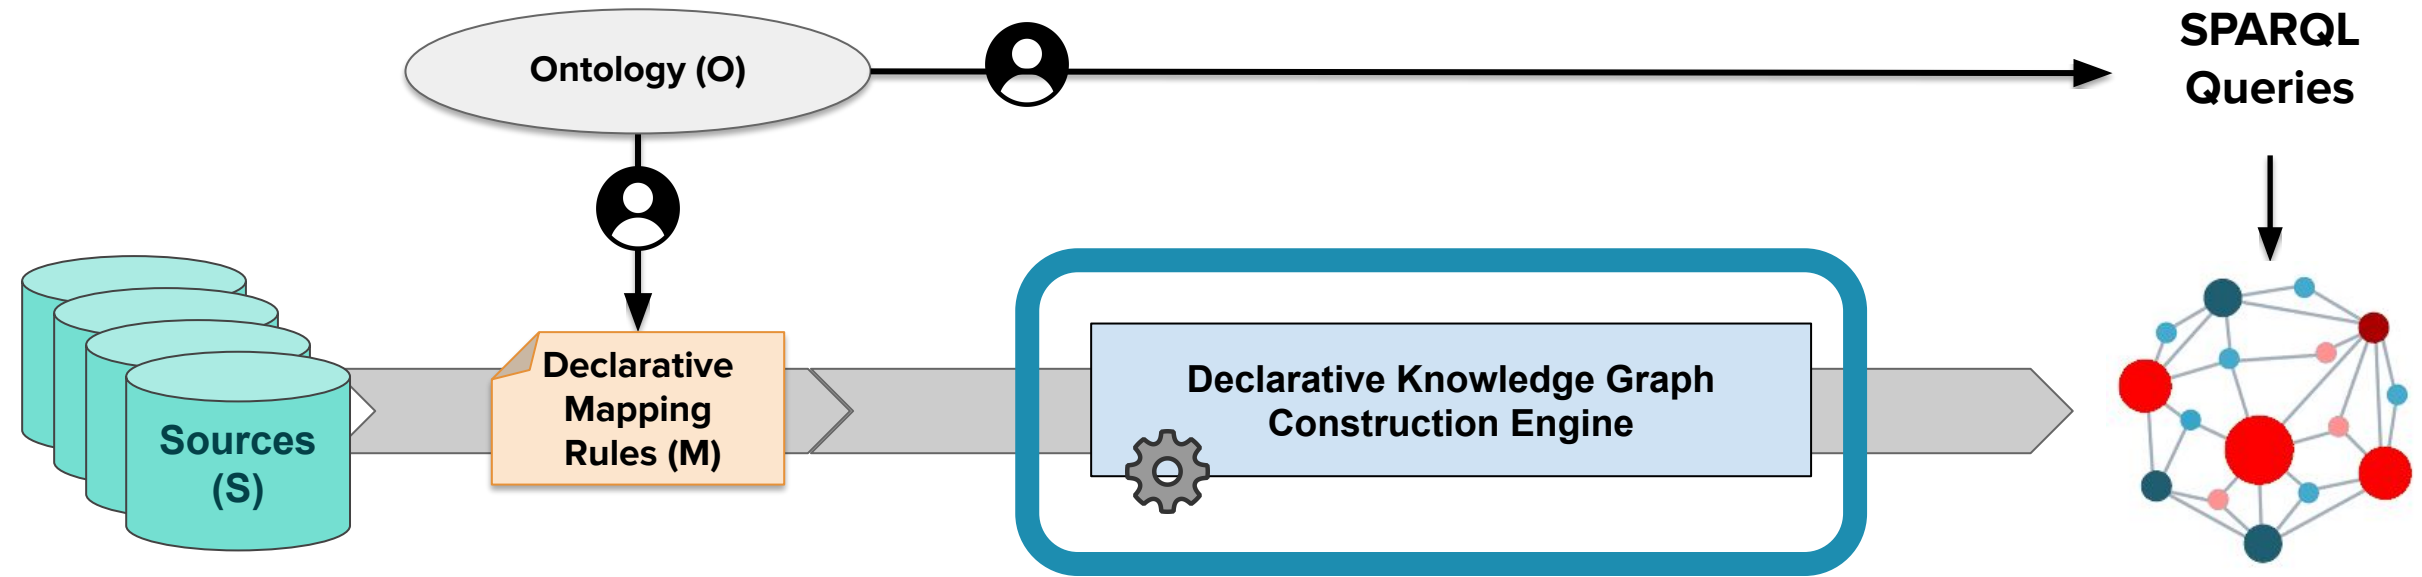 Ontology (O)
SPARQL
Queries
Sources
(S)
Declarative
Mapping
Rules (M)
Declarative Knowledge Graph
Construction Engine